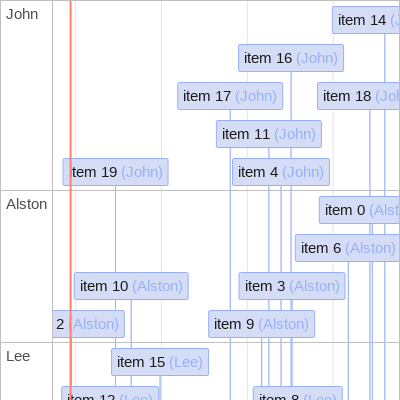 John
item 14 (J
item 16 (John)
item 17 (John)
item 18 (Joh
item 11 (John)
item 19 (John)
item 4 (John)
Alston
item 0 (Alst
item 6 (Alston)
item 10 (Alston)
item 3 (Alston)
2 (Alston)
item 9 (Alston)
Lee
item 15 (Lee)
item 12 (Lee)
item 8 (Lee)